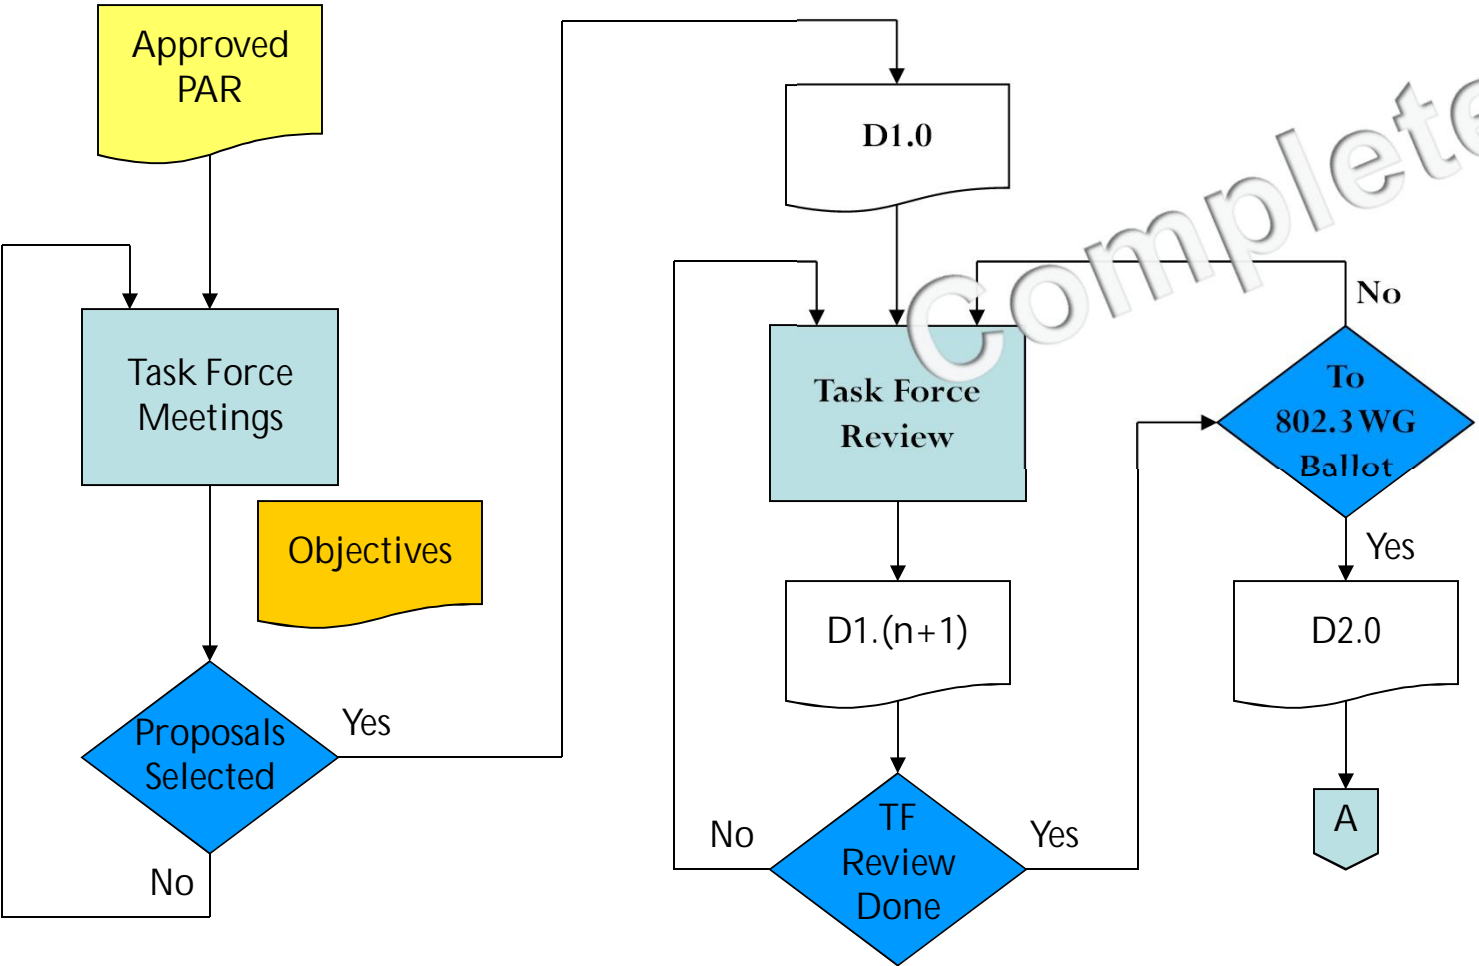 Approved
PAR
Task Force
Meetings
Objectives
Proposals
Selected
Yes
No
D1.0
Task Force
Review
D1.(n+1)
TF
Review
Done
No
Yes
No
To
802.3 WG
Ballot
Yes
D2.0
A
Complete